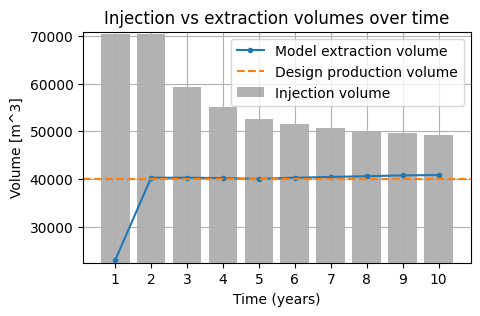 Injection vs extraction volumes over time
Volume [m^3]
70000
60000
50000
40000
30000
Model extraction volume
Design production volume
Injection volume
1 2 3 4 5 6 7 8 9 10
Time (years)